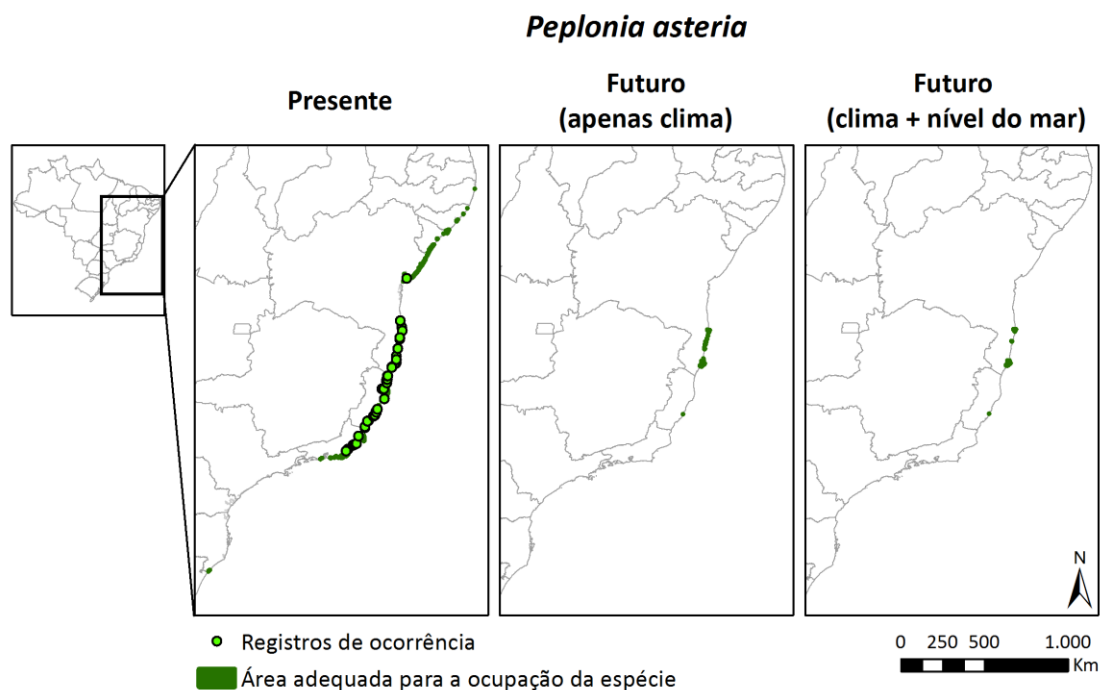 Peplonia asteria
Presente
Futuro
(apenas clima)
Futuro
(clima + nível do mar)
N
Registros de ocorrência
Área adequada para a ocupação da espécie
0 250 500 1.000
Km